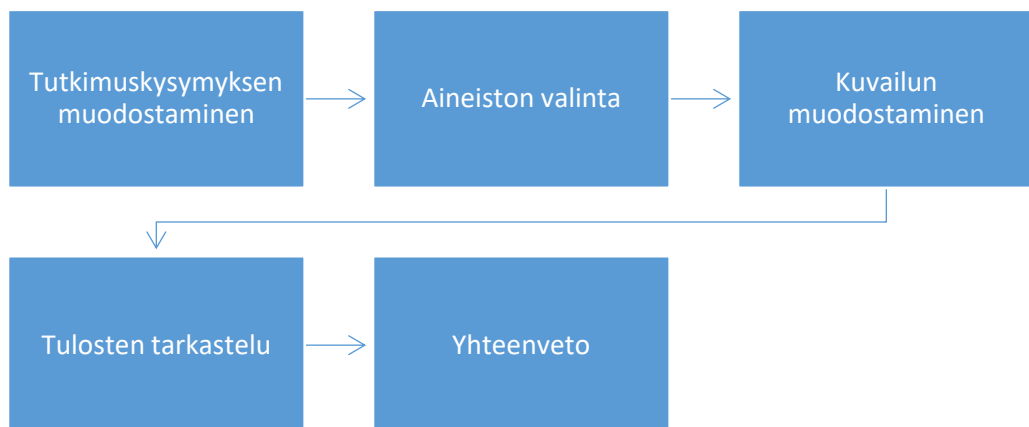 Tutkimuskysymyksen
muodostaminen
Aineiston valinta
Kuvailun
muodostaminen
Tulosten tarkastelu
Yhteenveto